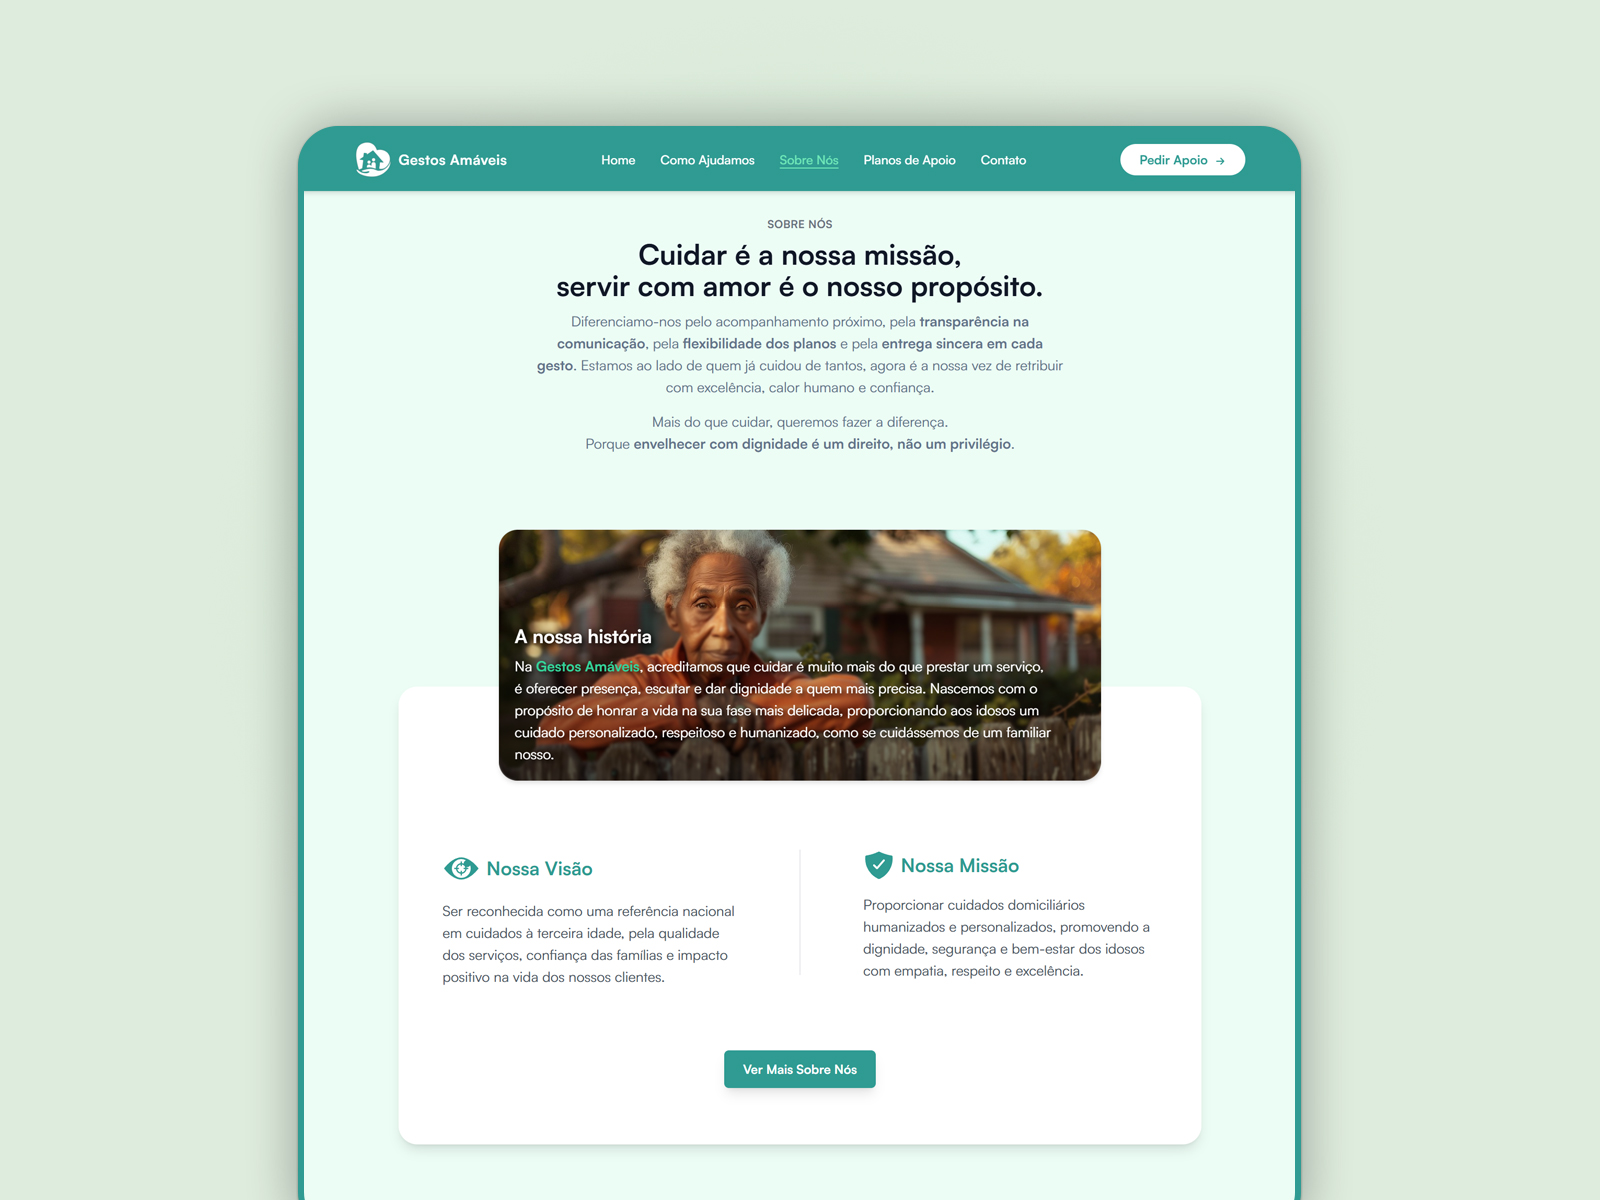 Gestos Amáveis
Home
Como Ajudamos
Sobre Nós
Planos de Apoio
Contato
Pedir Apoio →
SOBRE NÓS
Cuidar é a nossa missão,
servir com amor é o nosso propósito.
Diferenciamo-nos pelo acompanhamento próximo, pela transparência na
comunicação, pela flexibilidade dos planos e pela entrega sincera em cada
gesto. Estamos ao lado de quem já cuidou de tantos, agora é a nossa vez de retribuir
com excelência, calor humano e confiança.
Mais do que cuidar, queremos fazer a diferença.
Porque envelhecer com dignidade é um direito, não um privilégio.
A nossa história
Na Gestos Amáveis, acreditamos que cuidar é muito mais do que prestar um serviço,
é oferecer presença, escutar e dar dignidade a quem mais precisa. Nascemos com o
propósito de honrar a vida na sua fase mais delicada, proporcionando aos idosos um
cuidado personalizado, respeitoso e humanizado, como se cuidássemos de um familiar
nosso.
Nossa Visão
Ser reconhecida como uma referência nacional
em cuidados à terceira idade, pela qualidade
dos serviços, confiança das famílias e impacto
positivo na vida dos nossos clientes.
Nossa Missão
Proporcionar cuidados domiciliários
humanizados e personalizados, promovendo a
dignidade, segurança e bem-estar dos idosos
com empatia, respeito e excelência.
Ver Mais Sobre Nós